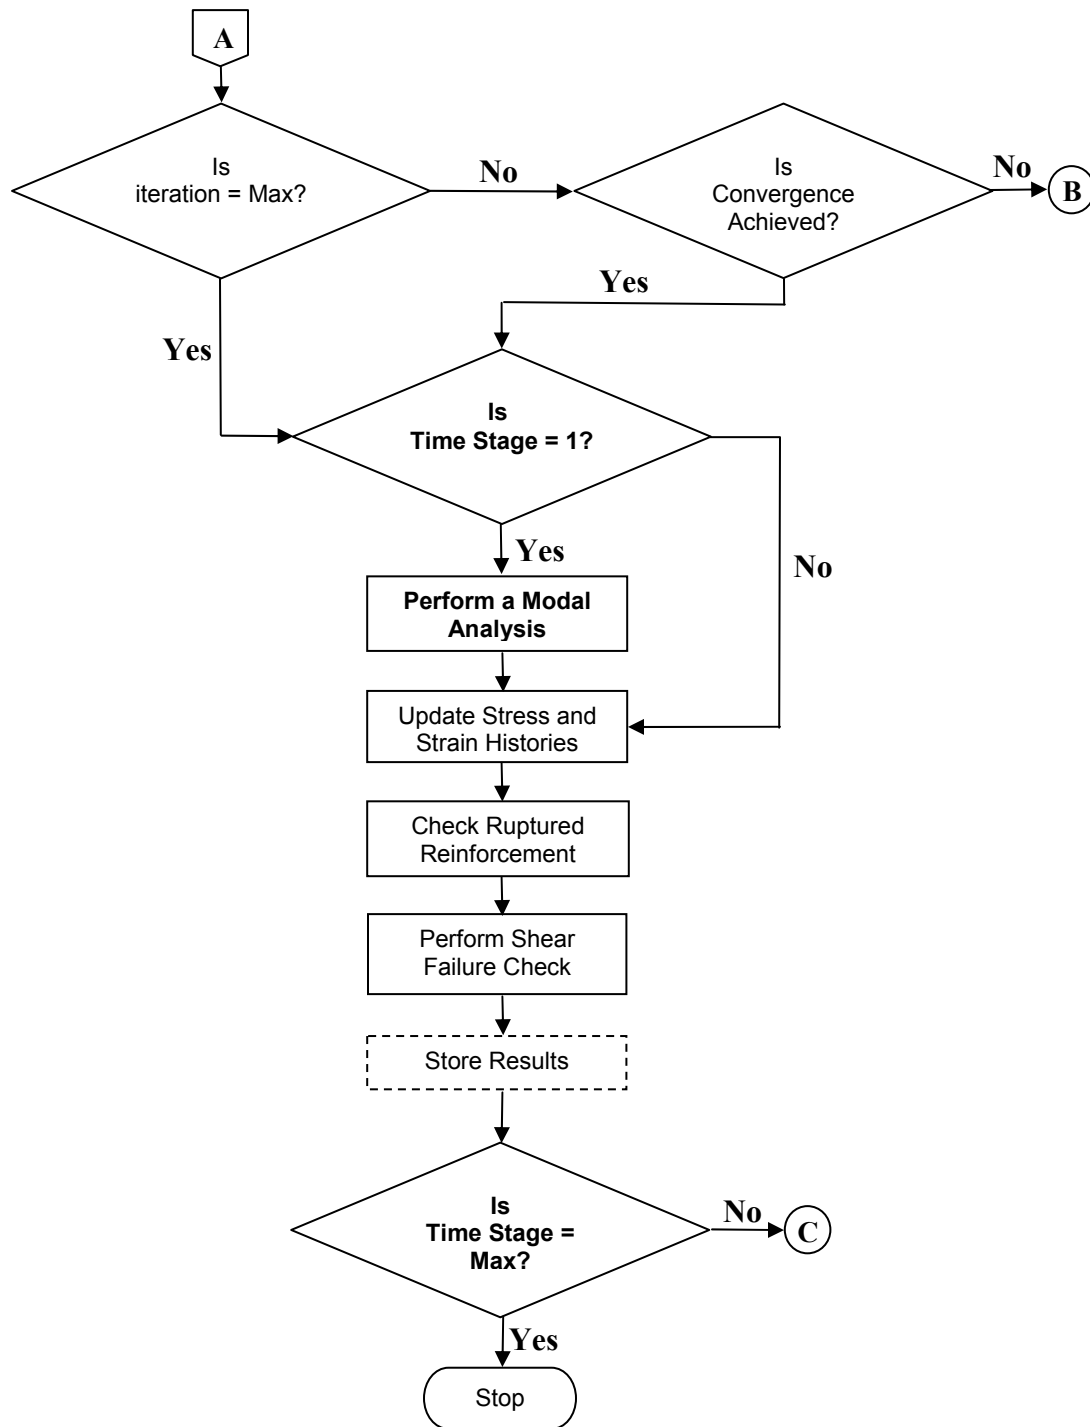 A
Is
iteration = Max?
No
Is
Convergence
Achieved?
No
B
Yes
Yes
Is
Time Stage = 1?
Yes
No
Perform a Modal
Analysis
Update Stress and
Strain Histories
Check Ruptured
Reinforcement
Perform Shear
Failure Check
Store Results
Is
Time Stage =
Max?
No
C
Yes
Stop